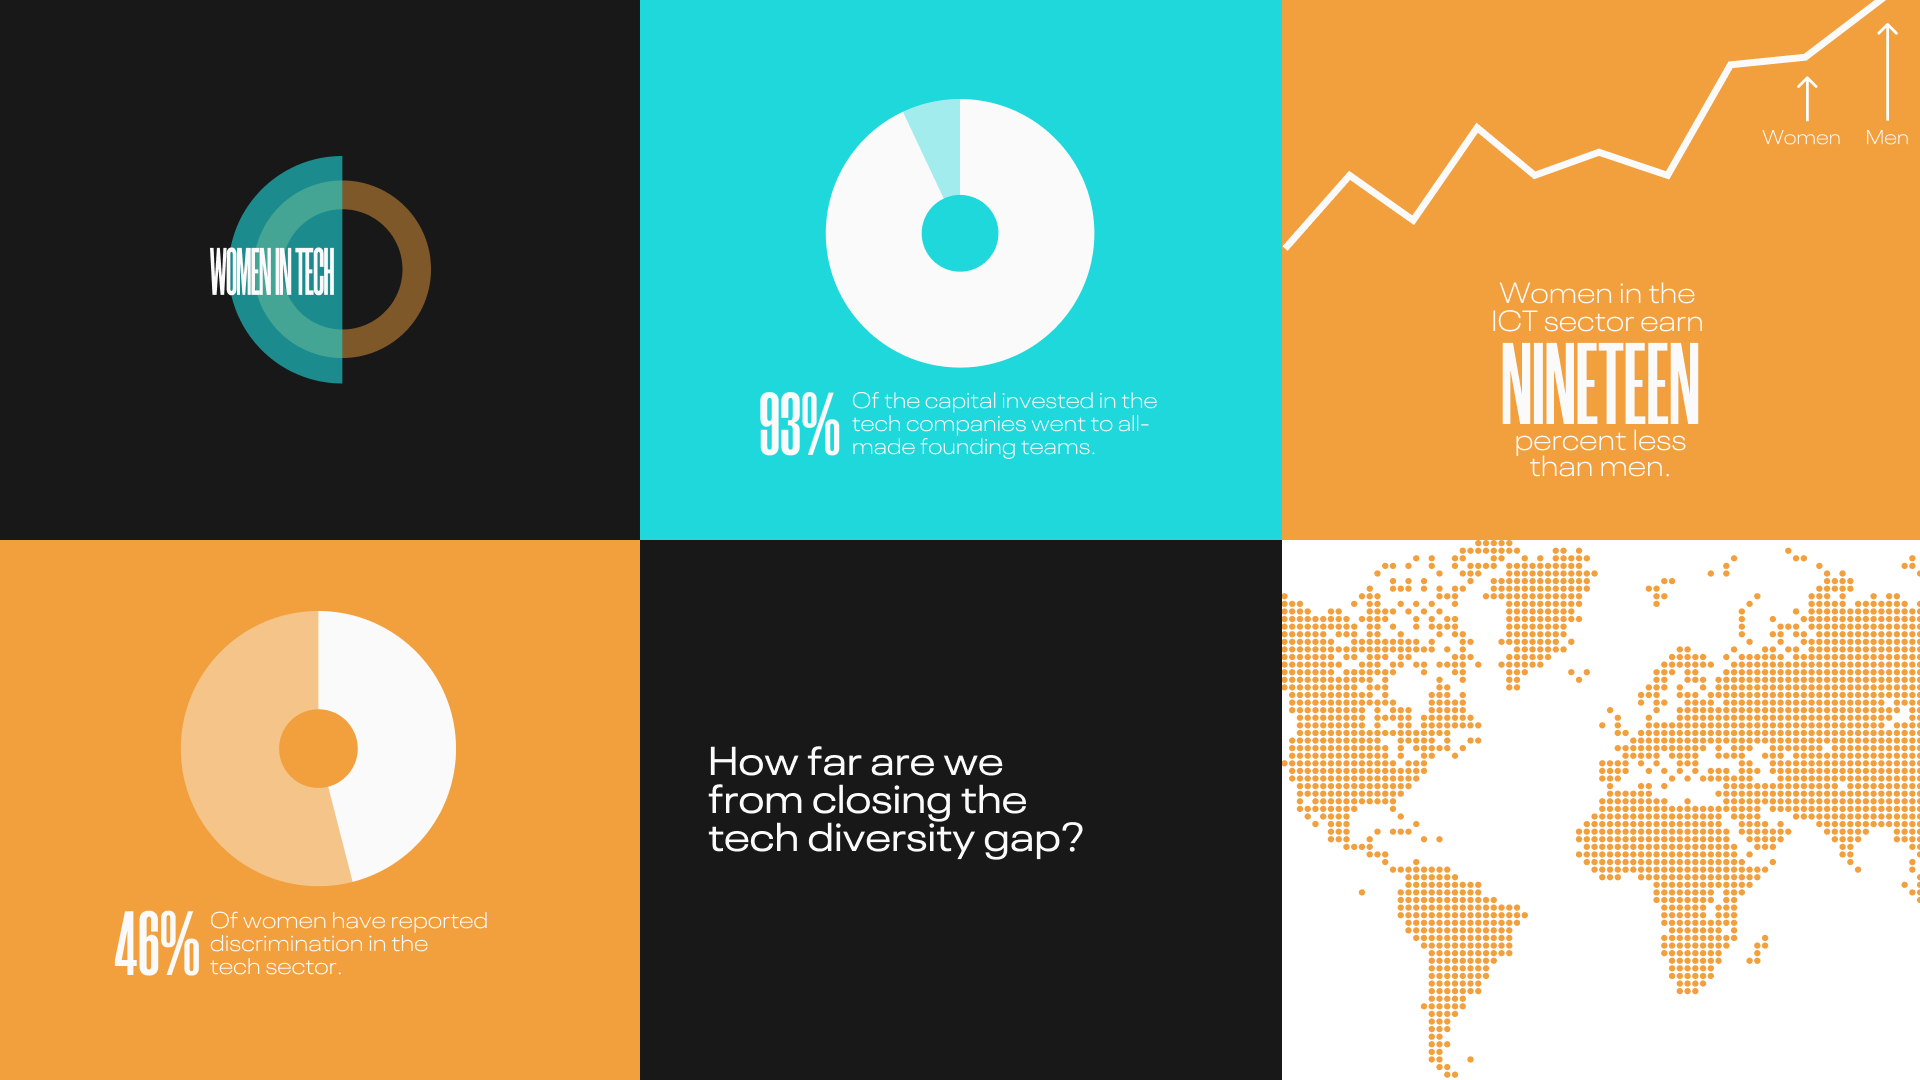 WOMEN IN TECH
93%
Of the capital invested in the
tech companies went to all-
made founding teams.
Women
Men
Women in the
ICT sector earn
NINETEEN
percent less
than men.
46%
Of women have reported
discrimination in the
tech sector.
How far are we
from closing the
tech diversity gap?